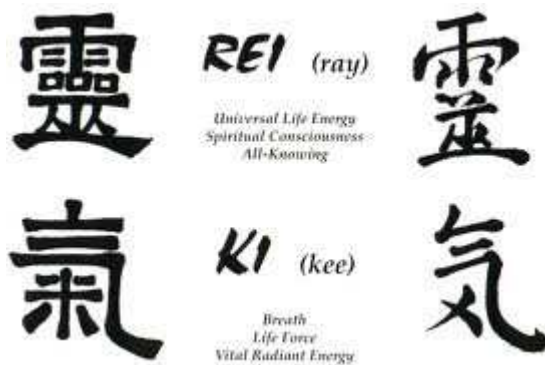 靈 REI (ray) 霊
Universal Life Energy
Spiritual Consciousness
All-Knowing
氣 KI (kee) 気
Breath
Life Force
Vital Radiant Energy